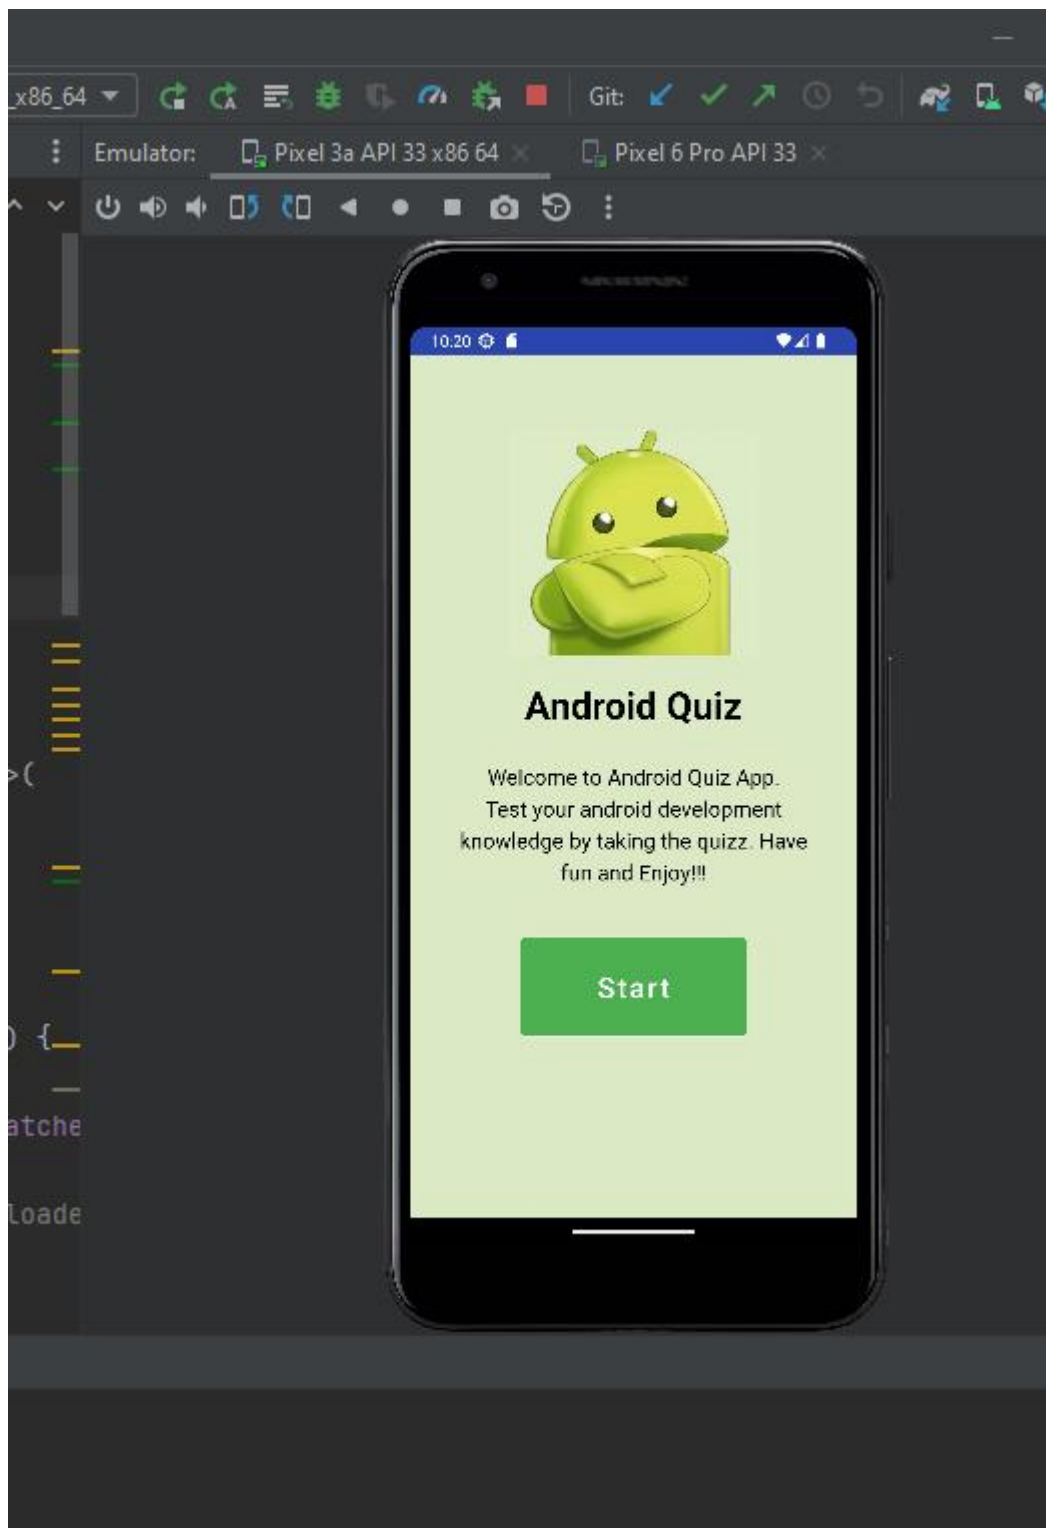 _x86_64
Git:
Emulator:
Pixel 3a API 33 x86 64
Pixel 6 Pro API 33
10:20
Android Quiz
Welcome to Android Quiz App.
Test your android development
knowledge by taking the quizz. Have
fun and Enjoy!!!
>(
Start
) {
atche
loade